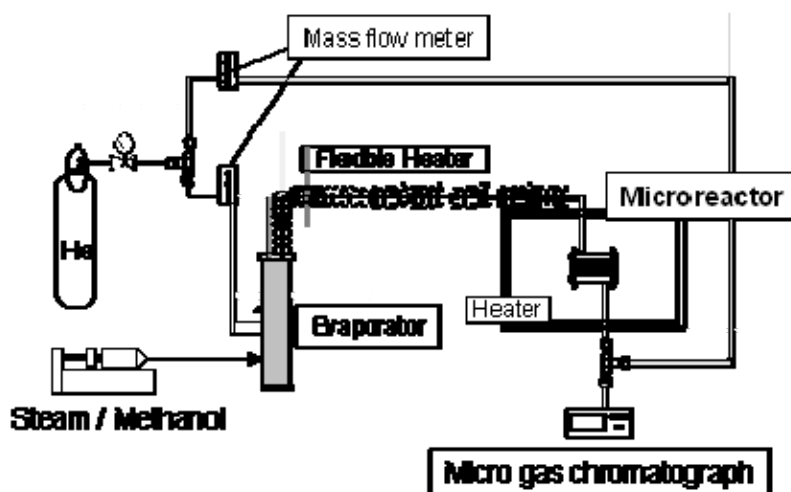 Mass flow meter
Flexible Heater
Microreactor
He
Heater
Evaporator
Steam / Methanol
Micro gas chromatograph